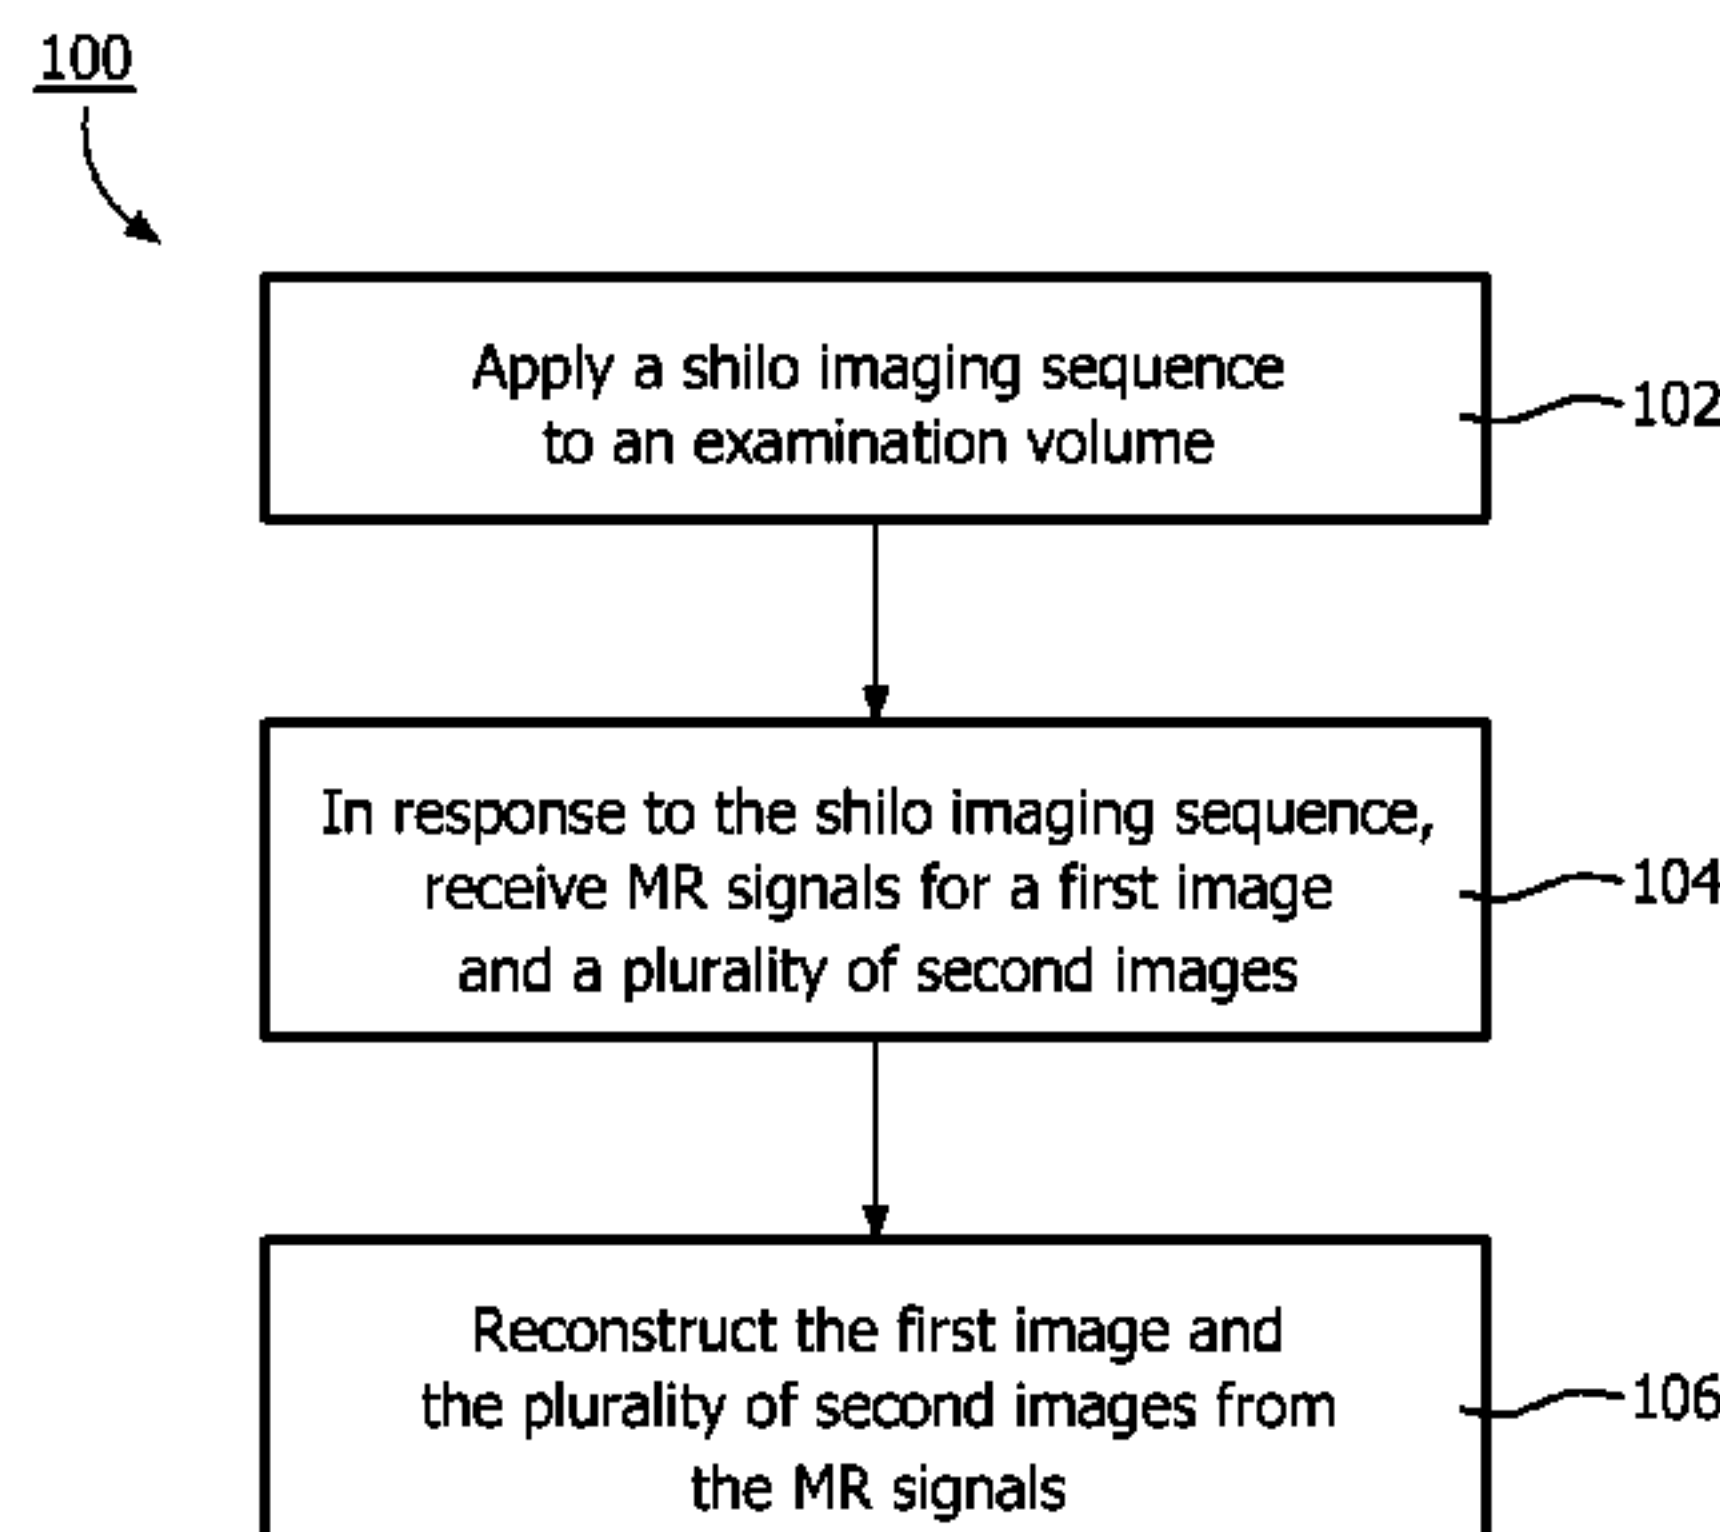 100
Apply a shilo imaging sequence
to an examination volume
102
In response to the shilo imaging sequence,
receive MR signals for a first image
and a plurality of second images
104
Reconstruct the first image and
the plurality of second images from
the MR signals
106